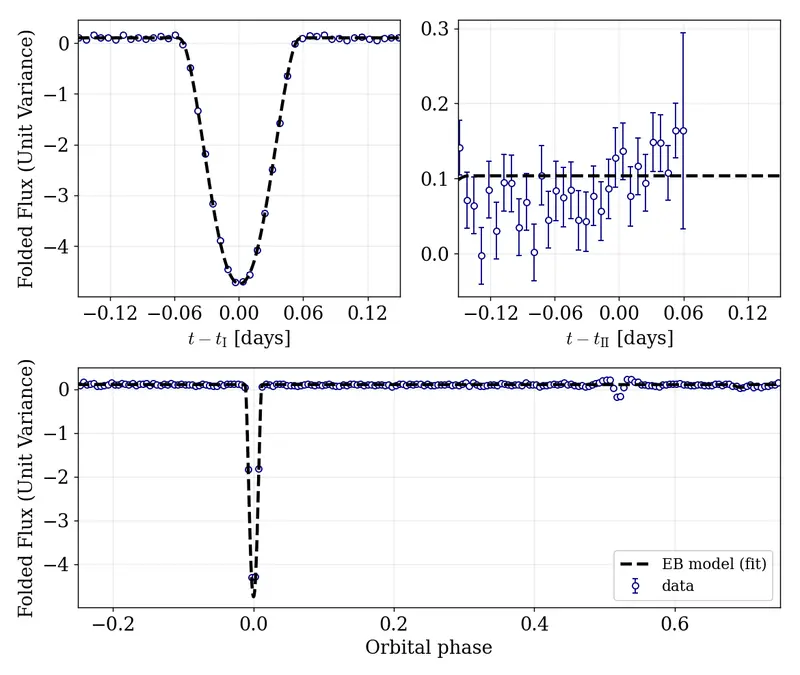 Folded Flux (Unit Variance)
0
−1
−2
−3
−4
−0.12 −0.06 0.00 0.06 0.12
t − tI [days]
0.3
0.2
0.1
0.0
−0.12 −0.06 0.00 0.06 0.12
t − tII [days]
Folded Flux (Unit Variance)
0
−1
−2
−3
−4
EB model (fit)
data
−0.2 0.0 0.2 0.4 0.6
Orbital phase